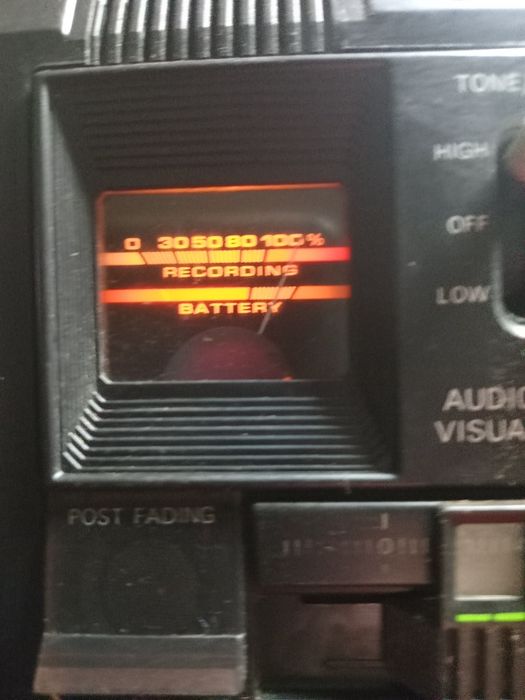 TONE
HIGH
0 30 50 80 100 %
OFF
RECORDING
LOW
BATTERY
AUDIO
VISUA
POST FADING